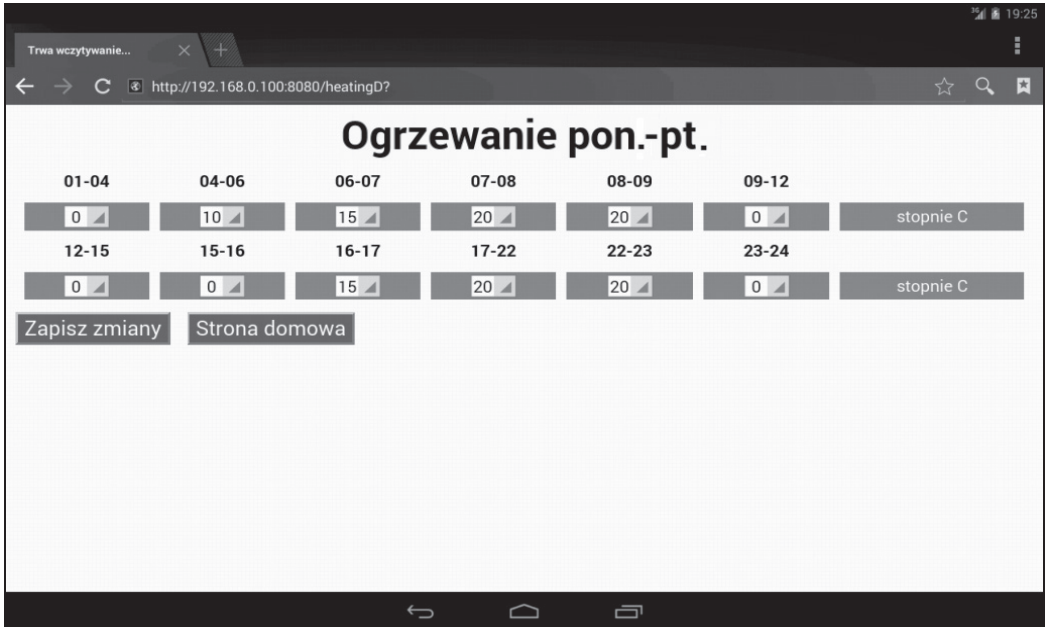 3G 19:25
Trwa wczytywanie...
http://192.168.0.100:8080/heatingD?
Ogrzewanie pon.-pt.
01-04 04-06 06-07 07-08 08-09 09-12
0 10 15 20 20 0 stopnie C
12-15 15-16 16-17 17-22 22-23 23-24
0 0 15 20 20 0 stopnie C
Zapisz zmiany Strona domowa